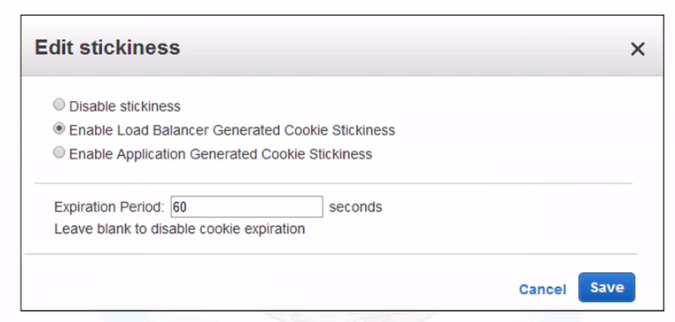 Edit stickiness
Disable stickiness
Enable Load Balancer Generated Cookie Stickiness
Enable Application Generated Cookie Stickiness
Expiration Period: 60 seconds
Leave blank to disable cookie expiration
Cancel Save